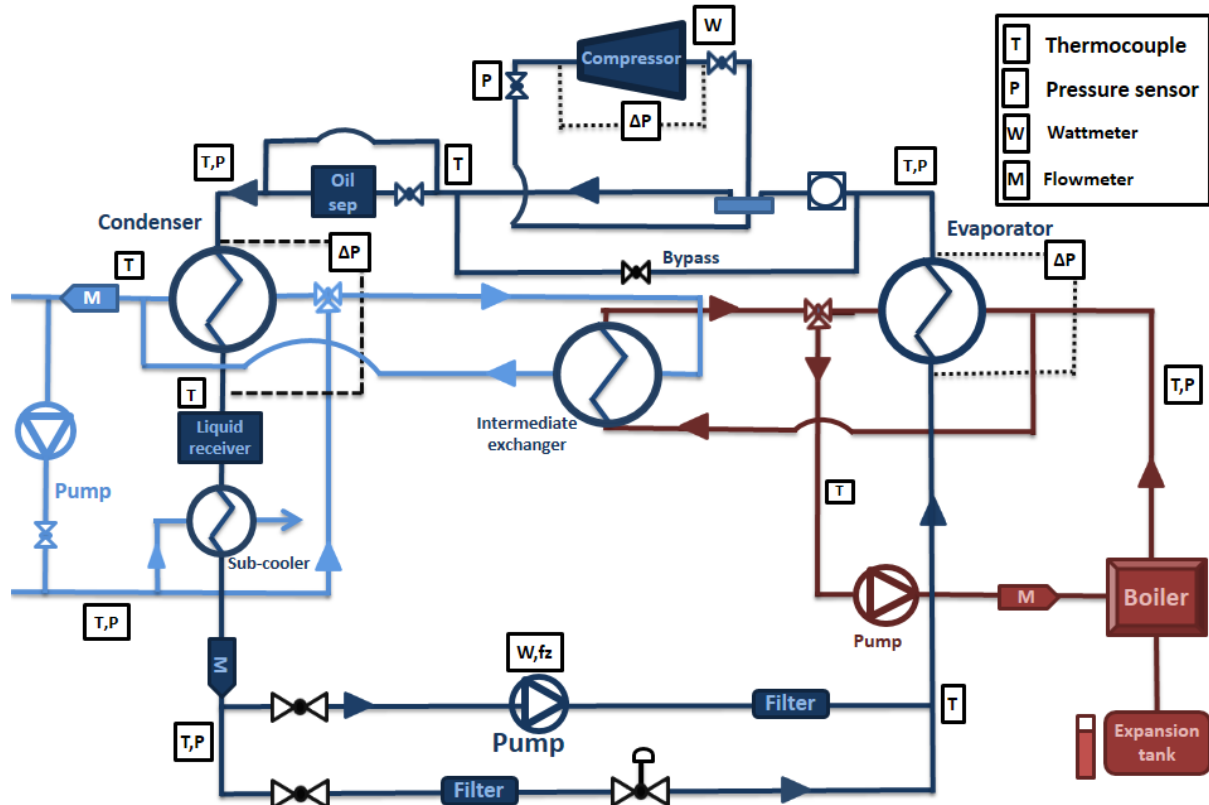 W
T Thermocouple
P Pressure sensor
W Wattmeter
M Flowmeter
Compressor
P
ΔP
T,P
Oil
sep
T
T,P
Condenser
Evaporator
ΔP
ΔP
Bypass
T
M
T
T,P
Liquid
receiver
Intermediate
exchanger
Pump
T
Sub-cooler
T,P
Boiler
M
Pump
M
W,fz
Filter
T
T,P
Pump
Filter
Expansion
tank